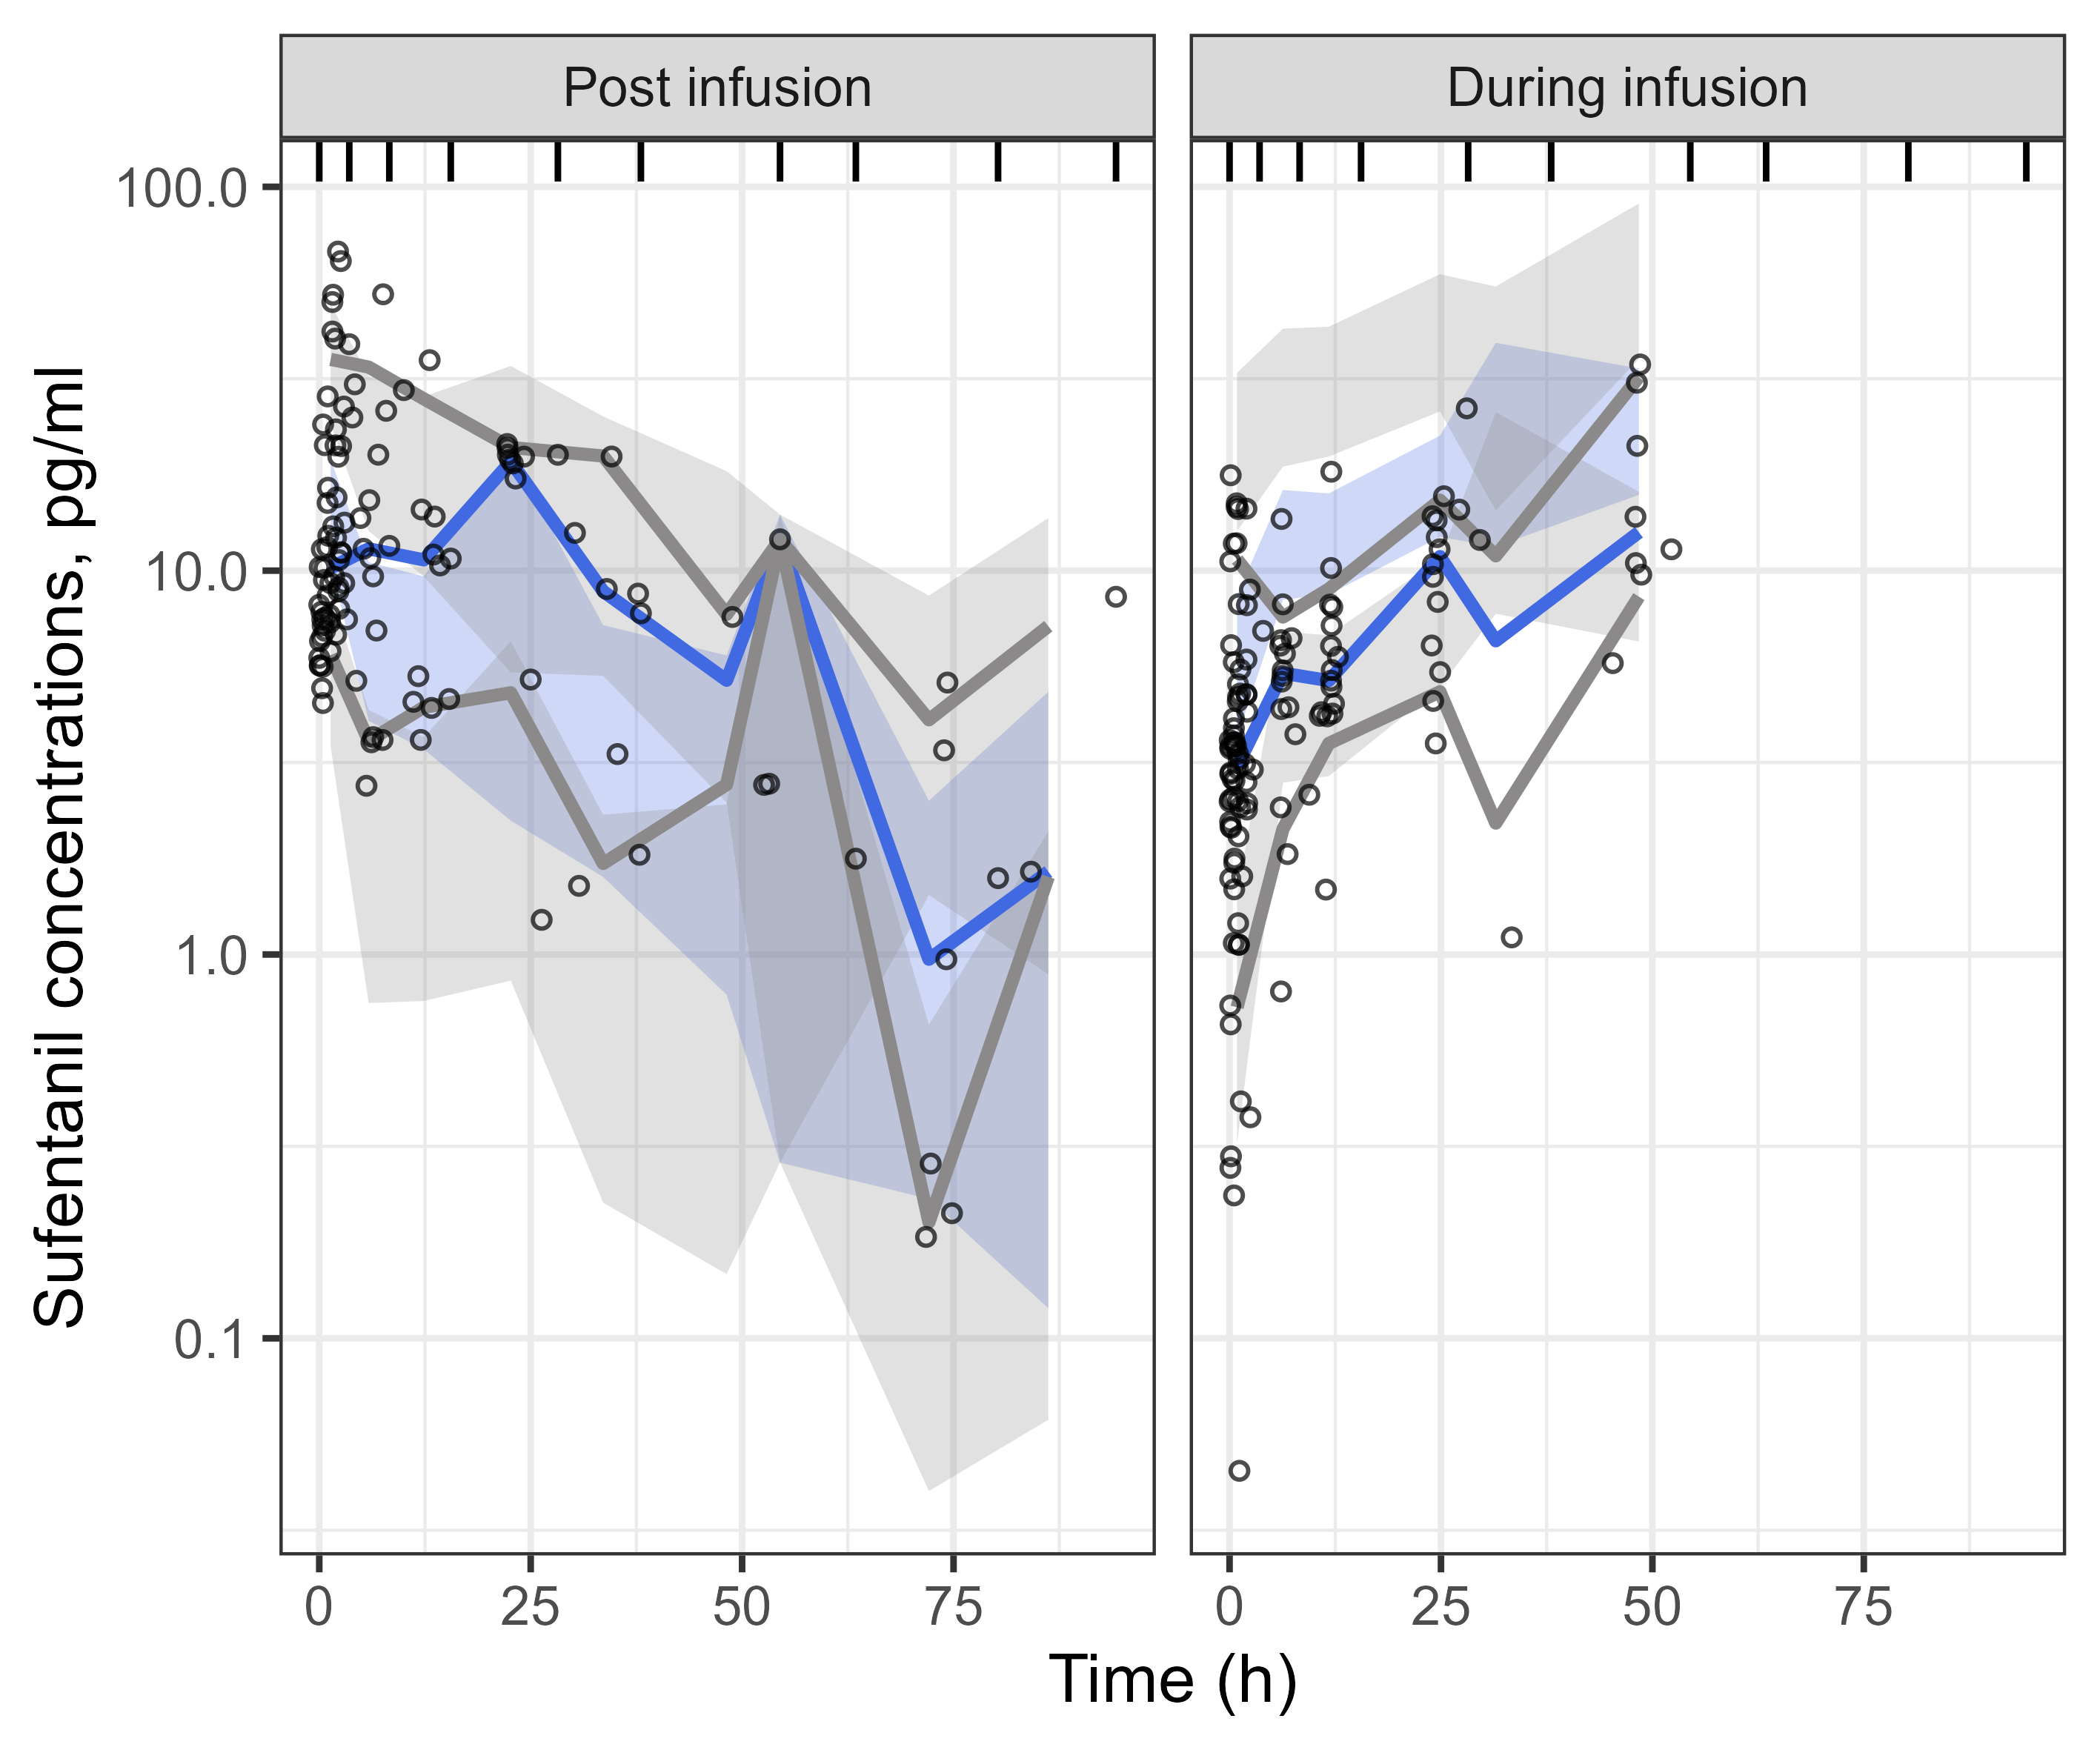 Post infusion
During infusion
Sufentanil concentrations, pg/ml
100.0
10.0
1.0
0.1
0 25 50 75
0 25 50 75
Time (h)